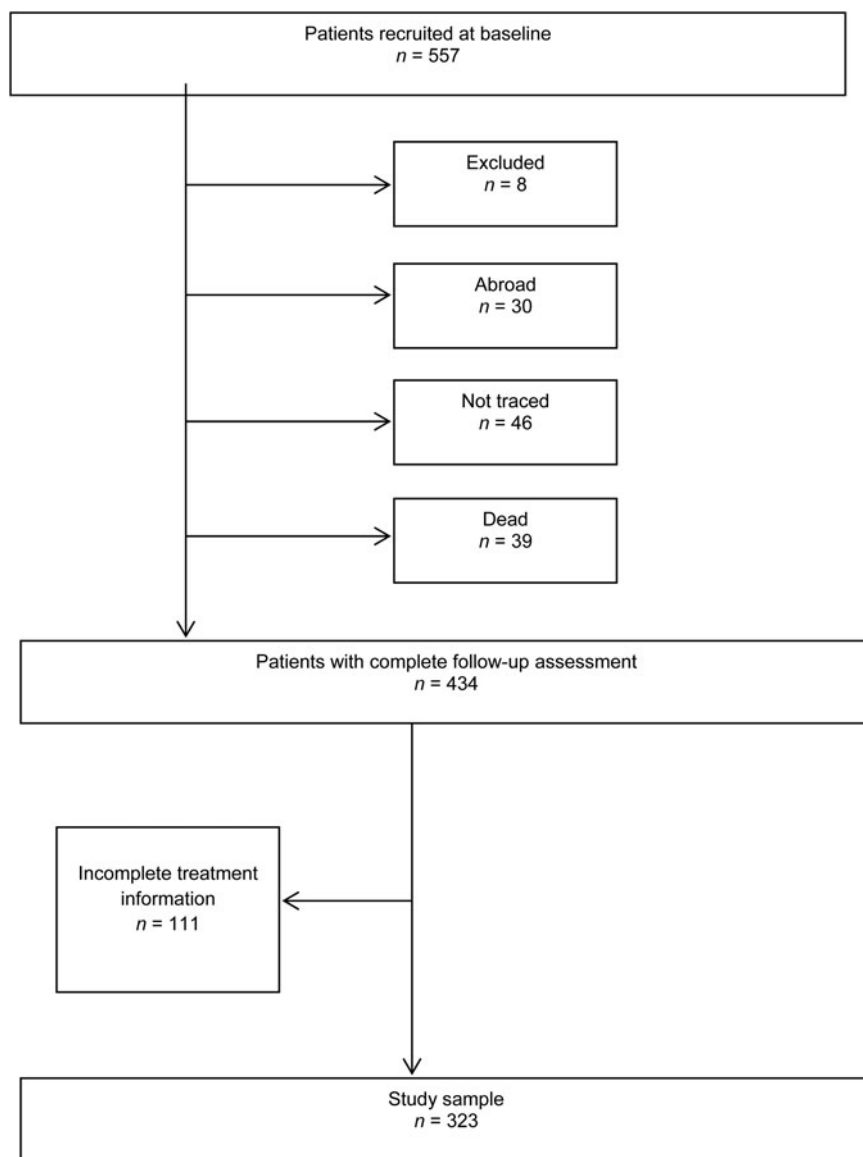 Patients recruited at baseline
n = 557
Excluded
n = 8
Abroad
n = 30
Not traced
n = 46
Dead
n = 39
Patients with complete follow-up assessment
n = 434
Incomplete treatment
information
n = 111
Study sample
n = 323